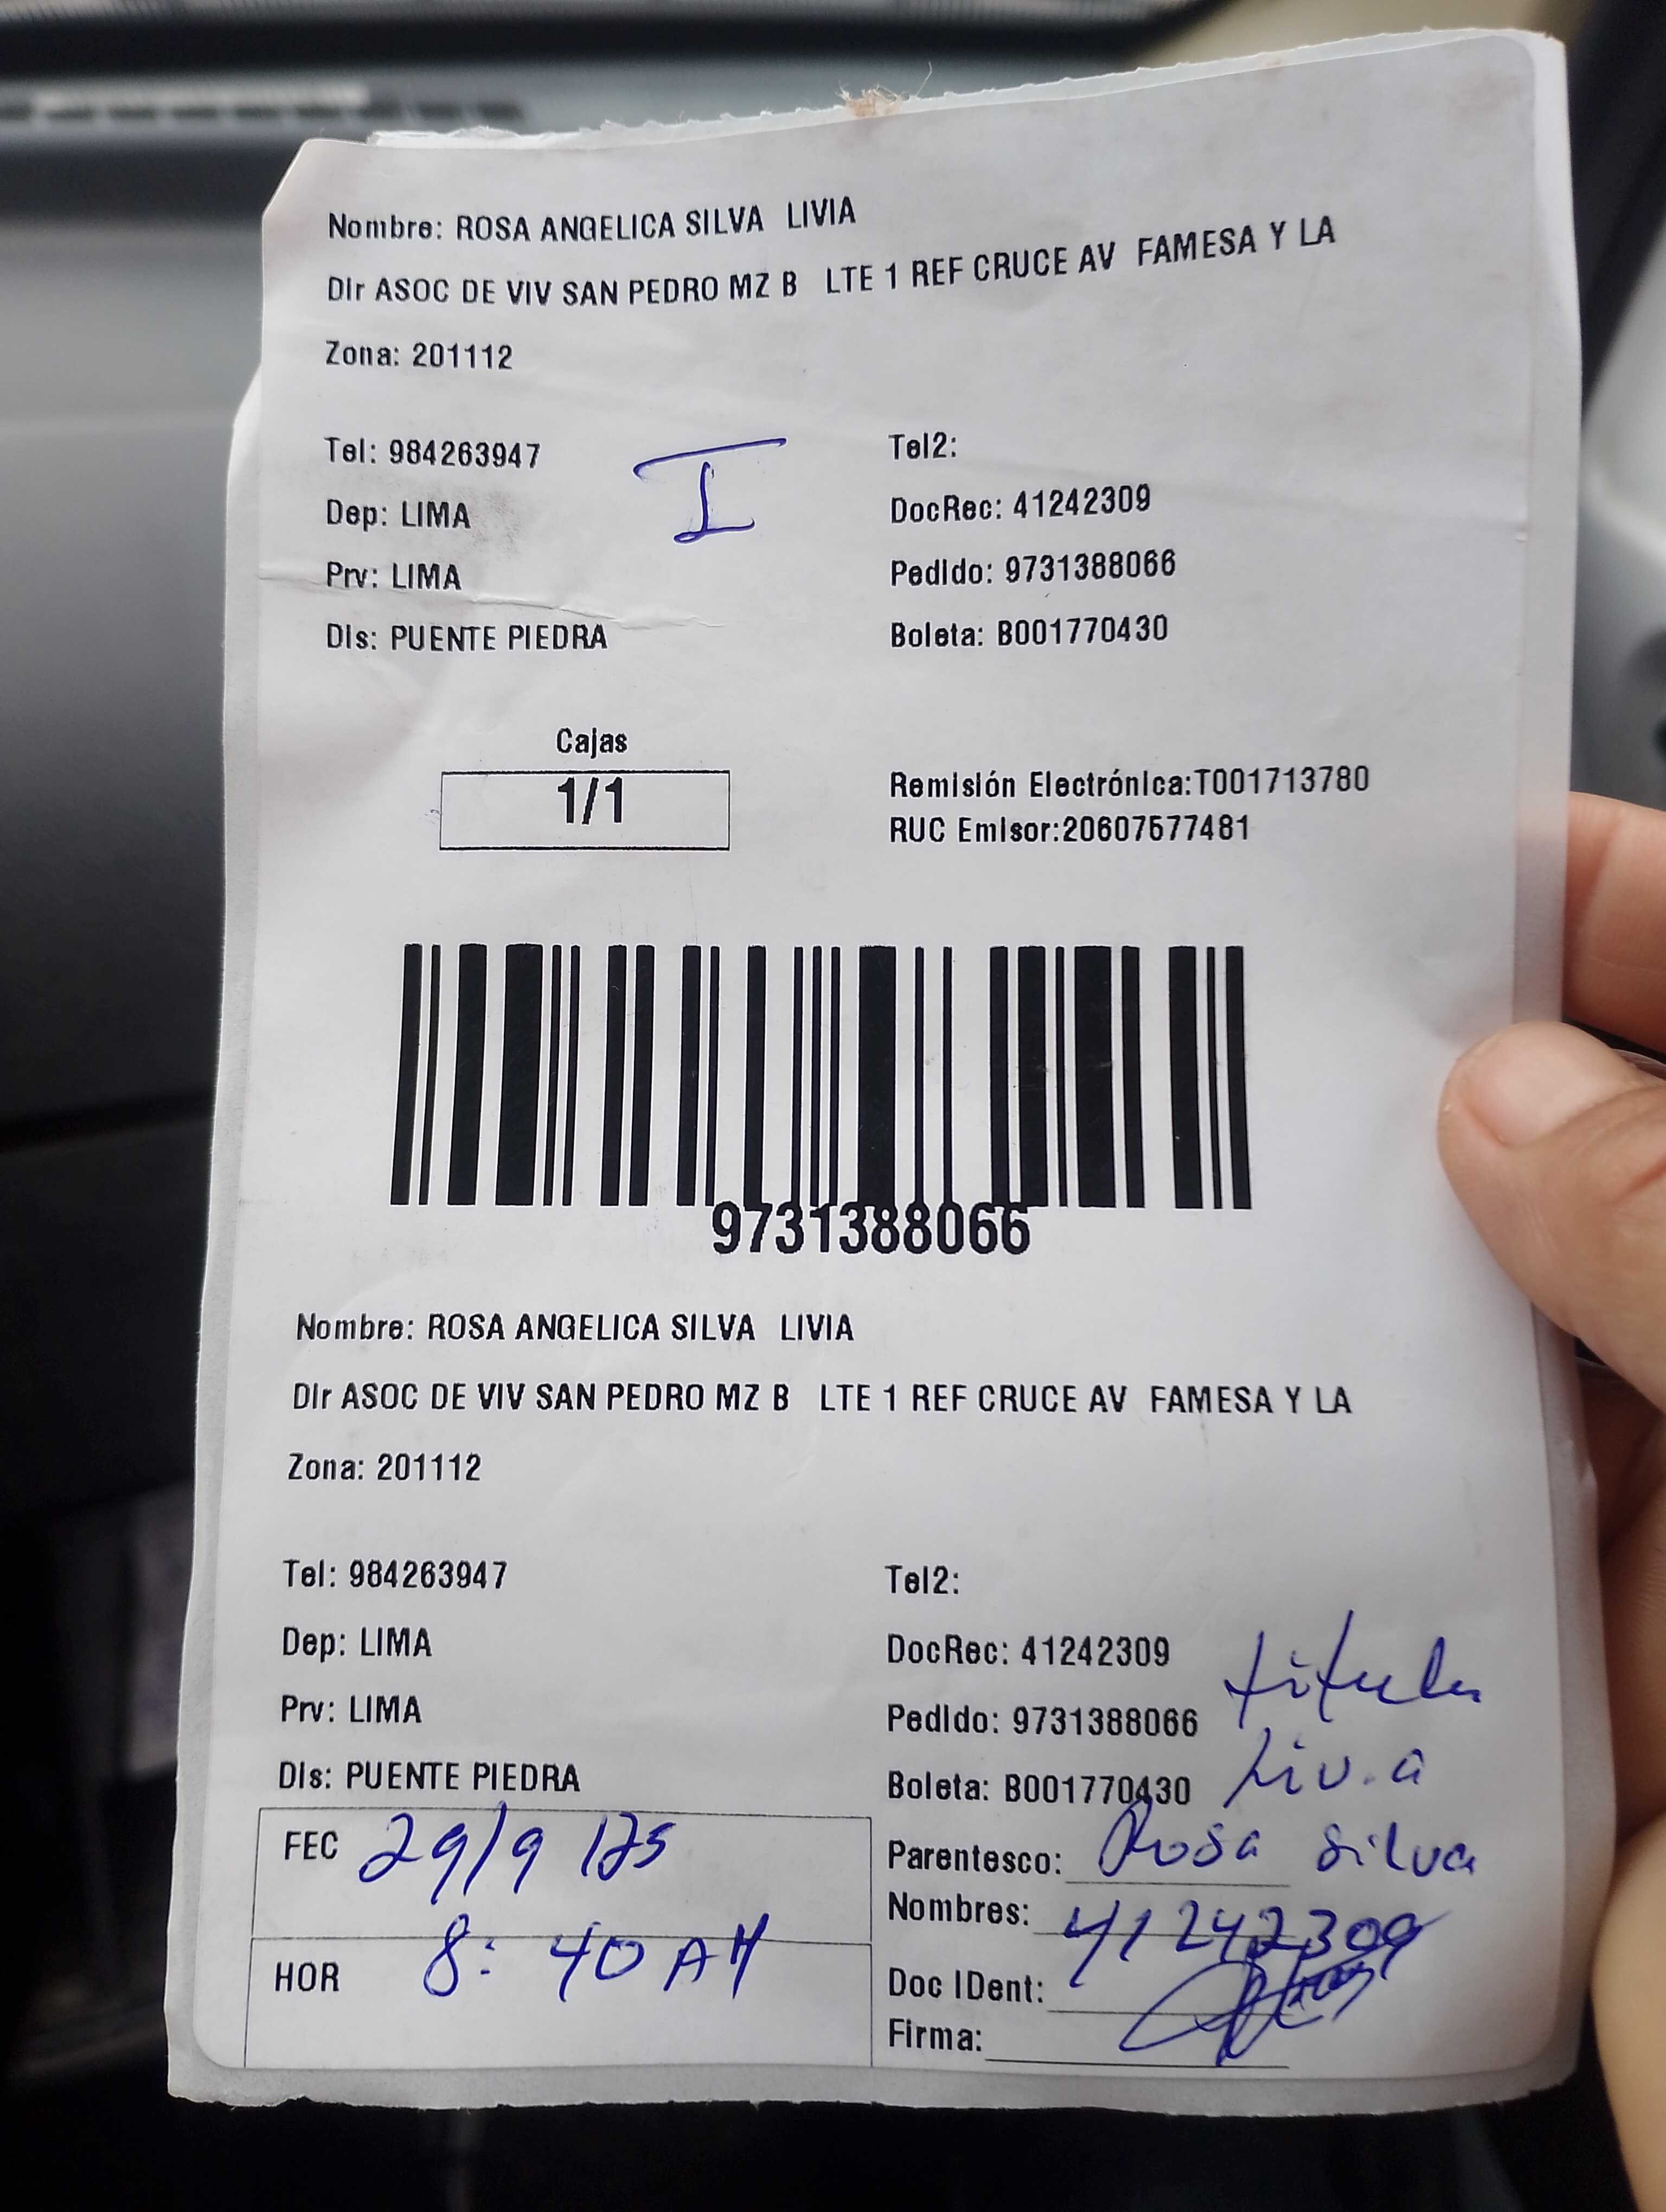 Nombre: ROSA ANGELICA SILVA LIVIA
Dir ASOC DE VIV SAN PEDRO MZ B LTE 1 REF CRUCE AV FAMESA Y LA
Zona: 201112
Tel: 984263947
Tel2:
I
Dep: LIMA
DocRec: 41242309
Prv: LIMA
Pedido: 9731388066
Dis: PUENTE PIEDRA
Boleta: B001770430
Cajas
1/1
Remisión Electrónica:T001713780
RUC Emisor:20607577481
9731388066
Nombre: ROSA ANGELICA SILVA LIVIA
Dir ASOC DE VIV SAN PEDRO MZ B LTE 1 REF CRUCE AV FAMESA Y LA
Zona: 201112
Tel: 984263947
Tel2:
Dep: LIMA
DocRec: 41242309
titular
Prv: LIMA
Pedido: 9731388066
Dis: PUENTE PIEDRA
Boleta: B001770430
Livia
FEC 29/9/25
Parentesco: Rosa Silva
Nombres: 41242309
HOR 8:40 AM
Doc IDent:
Firma: